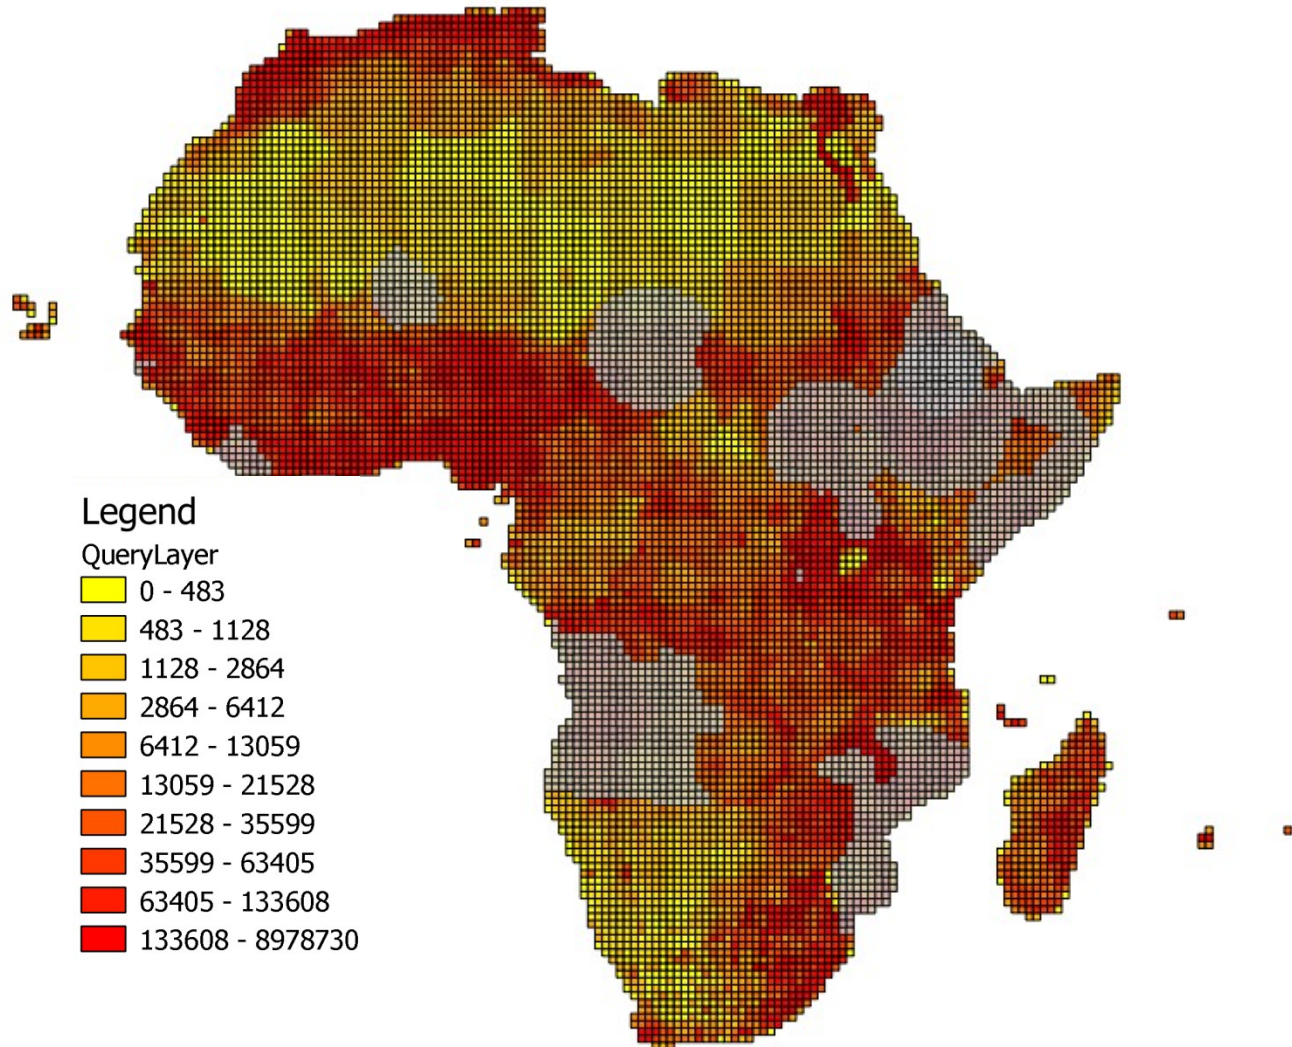 Legend
QueryLayer
0 - 483
483 - 1128
1128 - 2864
2864 - 6412
6412 - 13059
13059 - 21528
21528 - 35599
35599 - 63405
63405 - 133608
133608 - 8978730